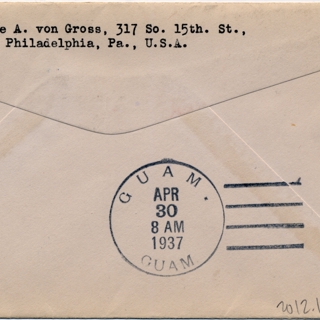 e A. von Gross, 317 So. 15th. St.,
Philadelphia, Pa., U.S.A.
GUAM.
APR
30
8 AM
1937
GUAM
2012.1